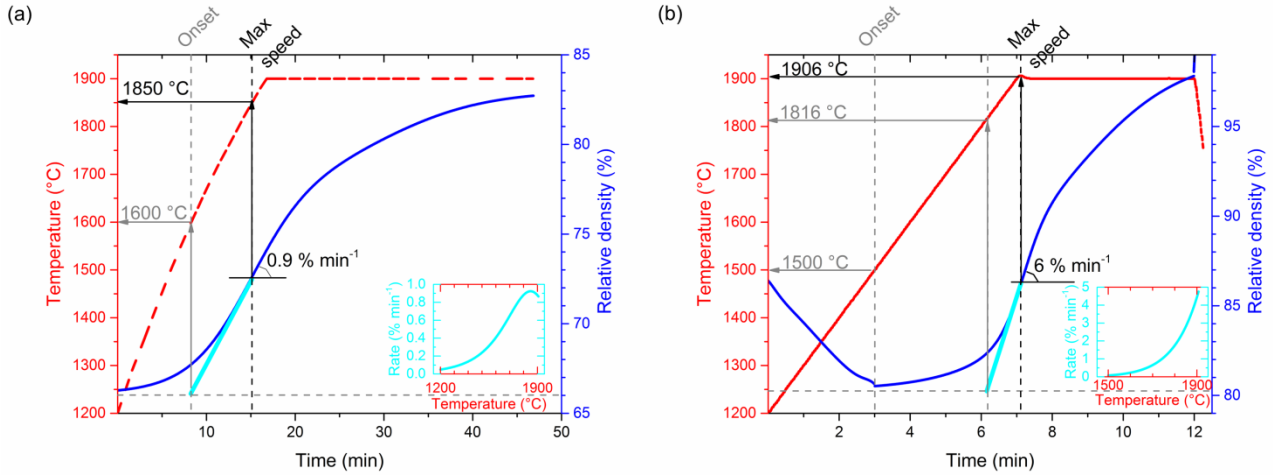 (a)
Onset
Max
speed
1900
1800
1700
1600
1500
1400
1300
1200
Temperature (°C)
1850 °C
1600 °C
0.9 % min⁻¹
85
80
75
70
65
60
Relative density (%)
10
20
30
40
50
Time (min)
1.0
0.8
0.6
0.4
0.2
0.0
Rate (% min⁻¹)
1200
1900
Temperature (°C)
(b)
Onset
Max
speed
1900
1800
1700
1600
1500
1400
1300
1200
Temperature (°C)
1906 °C
1816 °C
1500 °C
6 % min⁻¹
95
90
85
80
Relative density (%)
2
4
6
8
10
12
Time (min)
5
4
3
2
1
0
Rate (% min⁻¹)
1500
1900
Temperature (°C)